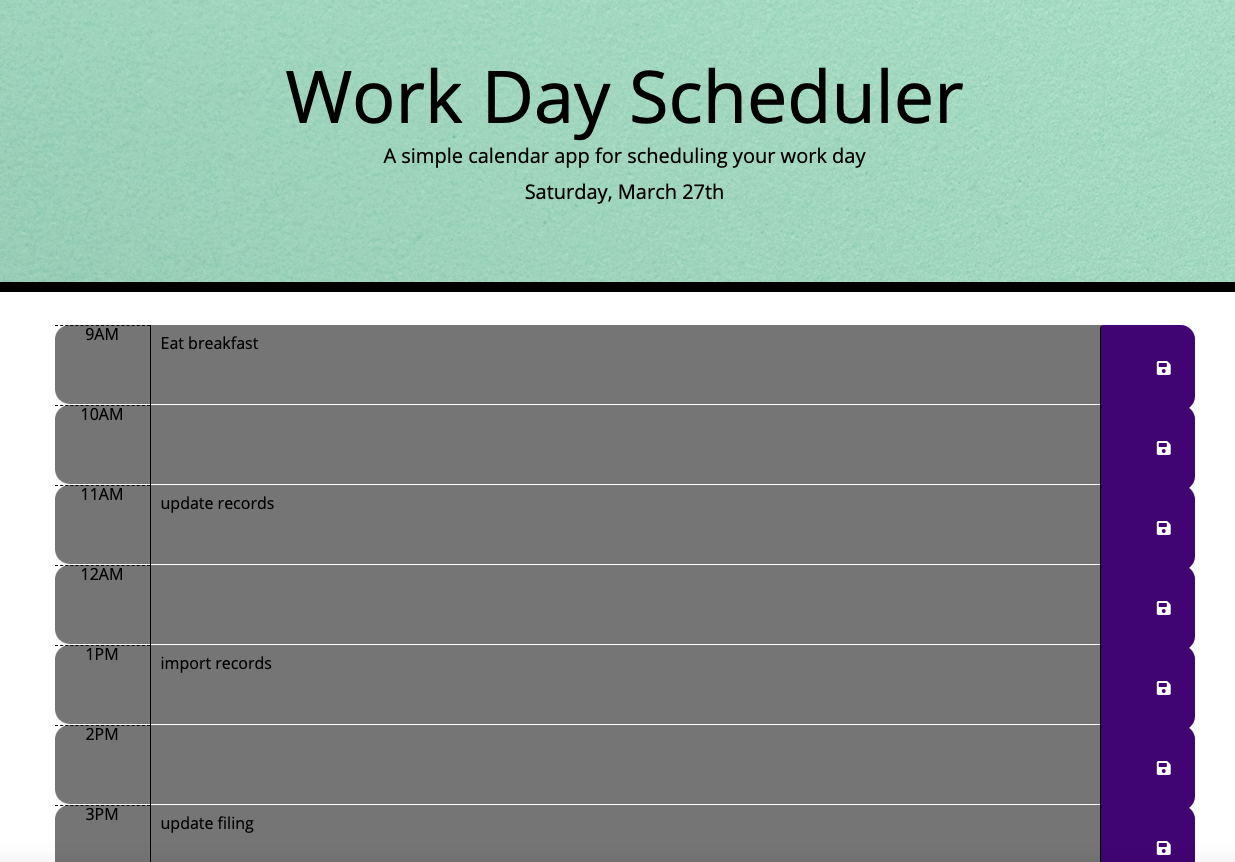 Work Day Scheduler
A simple calendar app for scheduling your work day
Saturday, March 27th
9AM
Eat breakfast
10AM
11AM
update records
12AM
1PM
import records
2PM
3PM
update filing